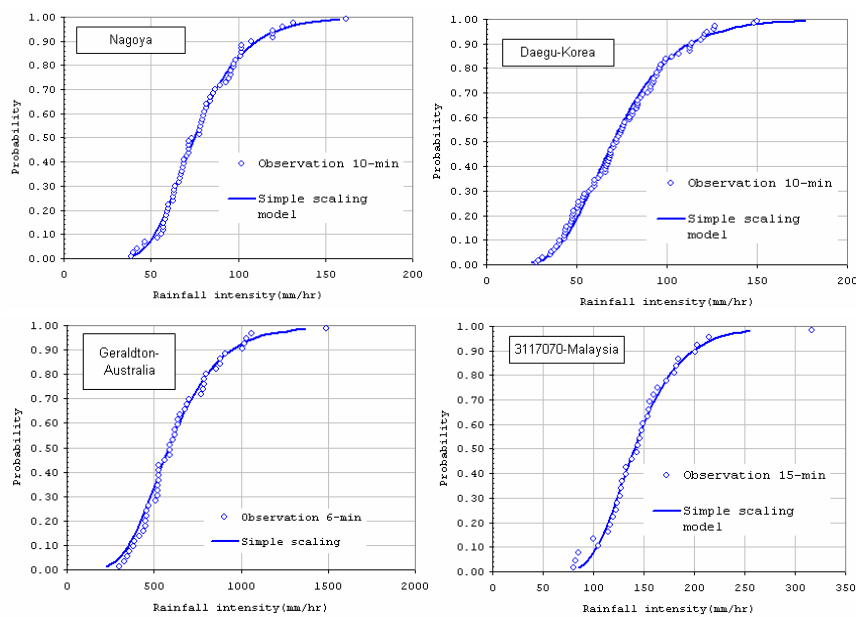 Nagoya
Probability
1.00
0.90
0.80
0.70
0.60
0.50
0.40
0.30
0.20
0.10
0.00
Observation 10-min
Simple scaling
model
0
50
100
150
200
Rainfall intensity(mm/hr)
Daegu-Korea
Probability
1.00
0.90
0.80
0.70
0.60
0.50
0.40
0.30
0.20
0.10
0.00
Observation 10-min
Simple scaling
model
0
50
100
150
200
Rainfall intensity(mm/hr)
Geraldton-
Australia
Probability
1.00
0.90
0.80
0.70
0.60
0.50
0.40
0.30
0.20
0.10
0.00
Observation 6-min
Simple scaling
0
500
1000
1500
2000
Rainfall intensity(mm/hr)
3117070-Malaysia
Probability
1.00
0.90
0.80
0.70
0.60
0.50
0.40
0.30
0.20
0.10
0.00
Observation 15-min
Simple scaling
model
0
50
100
150
200
250
300
350
Rainfall intensity(mm/hr)